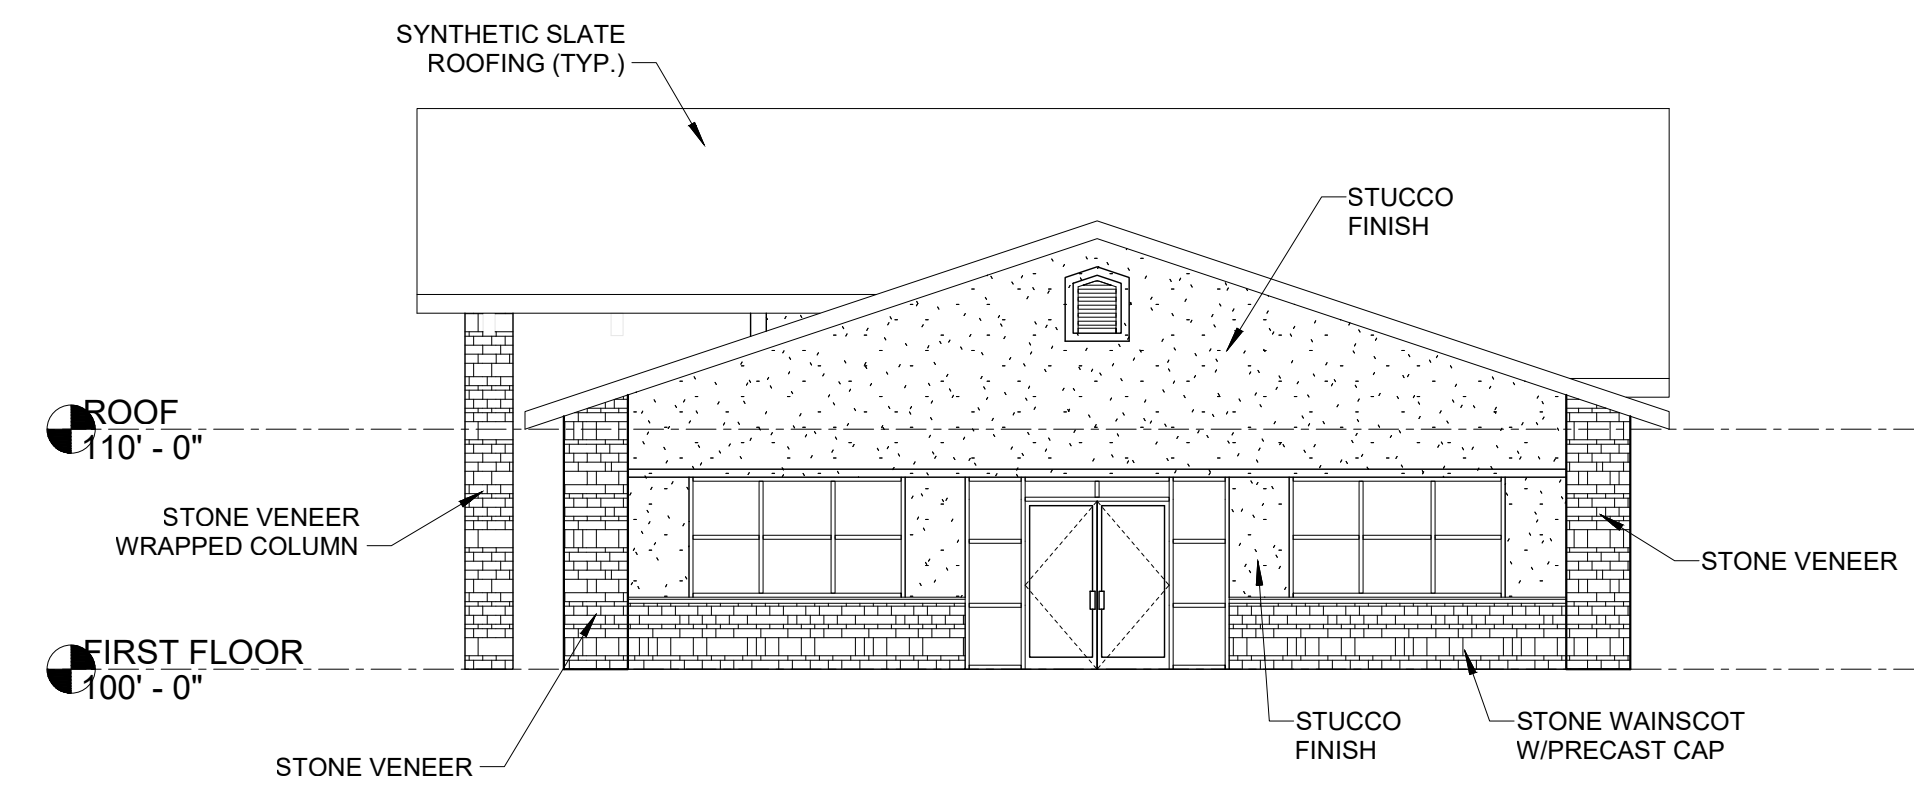 SYNTHETIC SLATE
ROOFING (TYP.)
STUCCO
FINISH
ROOF
110' - 0"
STONE VENEER
WRAPPED COLUMN
STONE VENEER
FIRST FLOOR
100' - 0"
STUCCO
FINISH
STONE WAINSCOT
W/PRECAST CAP
STONE VENEER